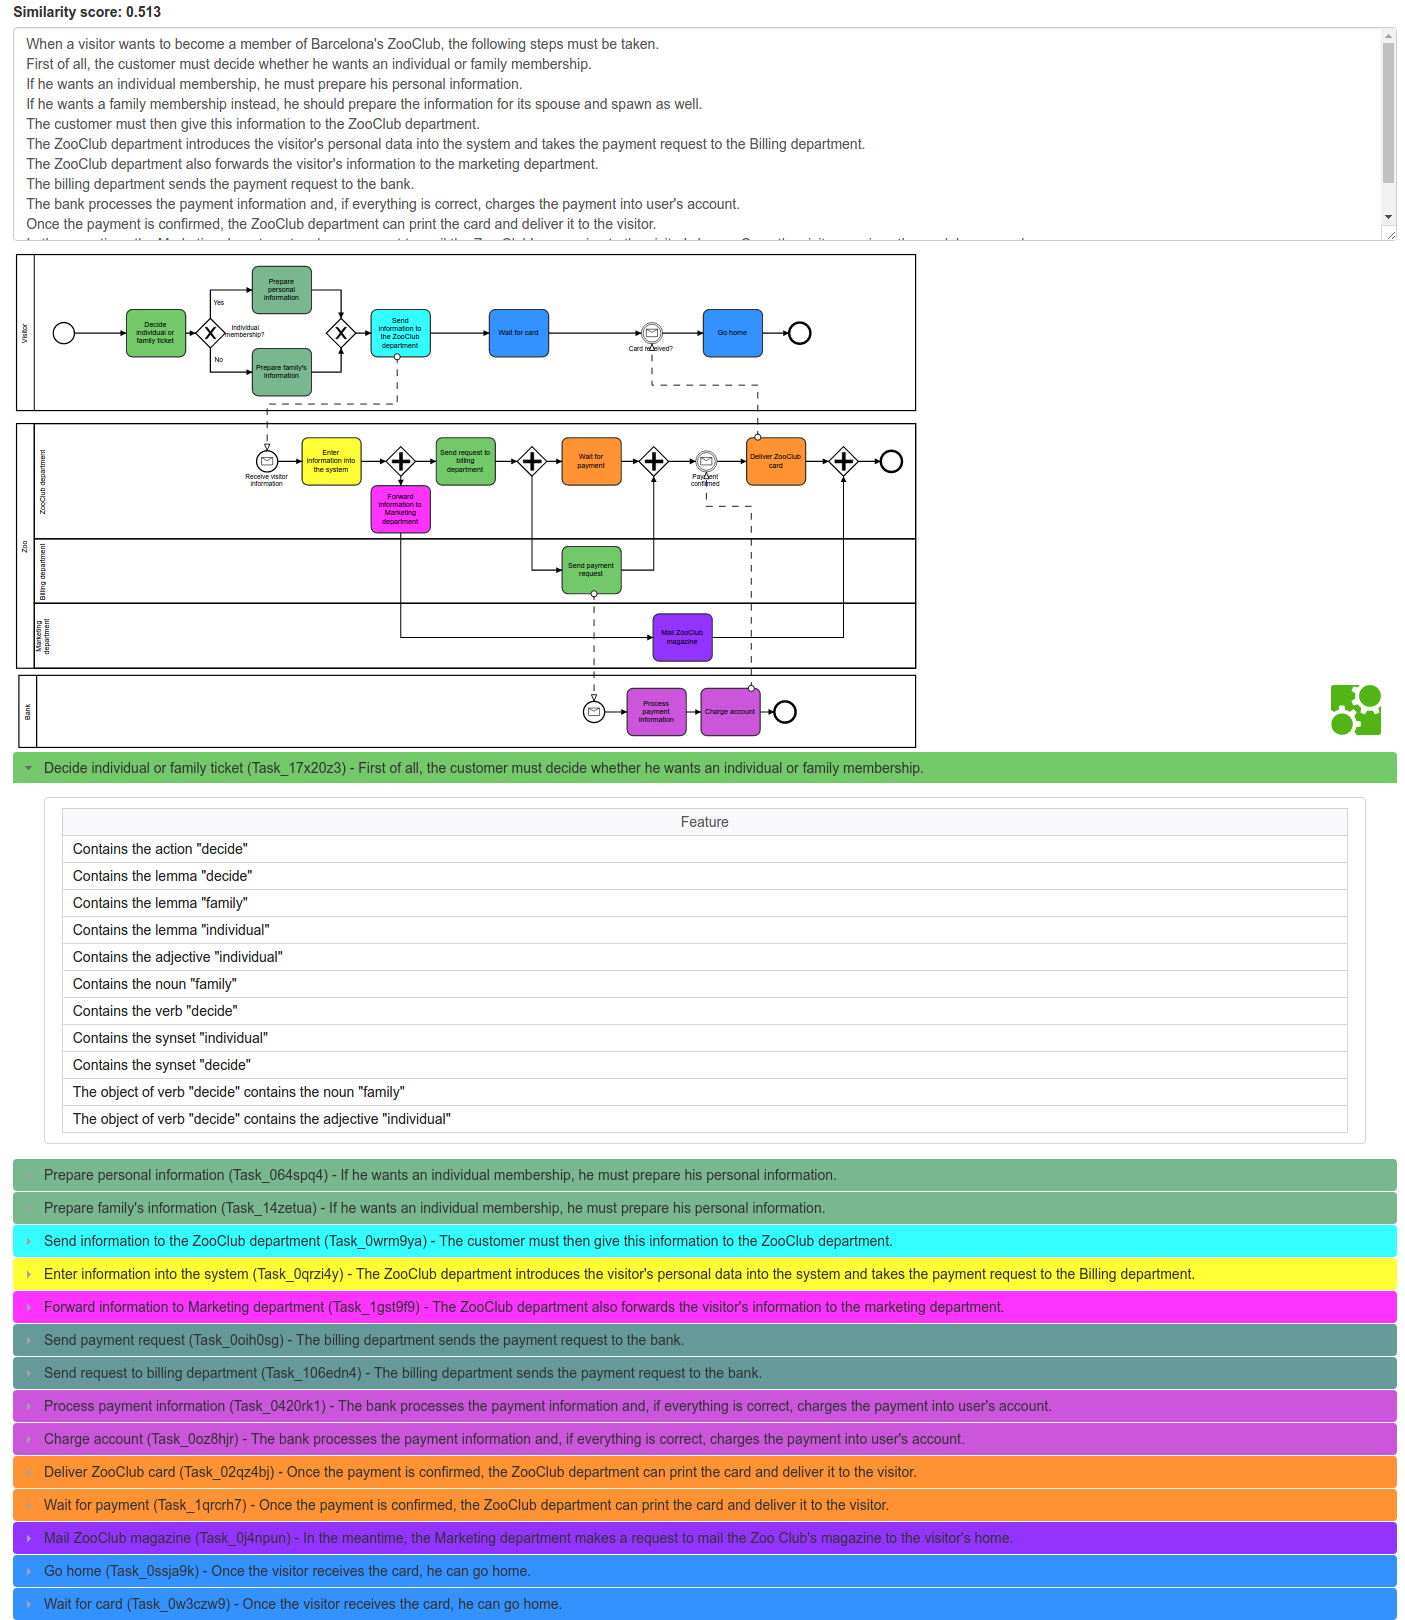 Similarity score: 0.513
When a visitor wants to become a member of Barcelona's ZooClub, the following steps must be taken.
First of all, the customer must decide whether he wants an individual or family membership.
If he wants an individual membership, he must prepare his personal information.
If he wants a family membership instead, he should prepare the information for its spouse and spawn as well.
The customer must then give this information to the ZooClub department.
The ZooClub department introduces the visitor's personal data into the system and takes the payment request to the Billing department.
The ZooClub department also forwards the visitor's information to the marketing department.
The billing department sends the payment request to the bank.
The bank processes the payment information and, if everything is correct, charges the payment into user's account.
Once the payment is confirmed, the ZooClub department can print the card and deliver it to the visitor.
Visitor
Decide
individual or
family ticket
Yes
No
Individual
membership?
Prepare
personal
information
Prepare family's
information
Send
information to
the ZooClub
department
Wait for card
Card received?
Go home
Zoo
ZooClub department
Receive visitor
information
Enter
information into
the system
Forward
information to
Marketing
department
Send request to
billing
department
Wait for
payment
Payment
confirmed
Deliver ZooClub
card
Billing department
Send payment
request
Marketing
department
Mail ZooClub
magazine
Bank
Process
payment
information
Charge account
Decide individual or family ticket (Task_17x20z3) - First of all, the customer must decide whether he wants an individual or family membership.
Feature
Contains the action "decide"
Contains the lemma "decide"
Contains the lemma "family"
Contains the lemma "individual"
Contains the adjective "individual"
Contains the noun "family"
Contains the verb "decide"
Contains the synset "individual"
Contains the synset "decide"
The object of verb "decide" contains the noun "family"
The object of verb "decide" contains the adjective "individual"
Prepare personal information (Task_064spq4) - If he wants an individual membership, he must prepare his personal information.
Prepare family's information (Task_14zetua) - If he wants an individual membership, he must prepare his personal information.
Send information to the ZooClub department (Task_0wrm9ya) - The customer must then give this information to the ZooClub department.
Enter information into the system (Task_0qrzi4y) - The ZooClub department introduces the visitor's personal data into the system and takes the payment request to the Billing department.
Forward information to Marketing department (Task_1gst9f9) - The ZooClub department also forwards the visitor's information to the marketing department.
Send payment request (Task_0oih0sg) - The billing department sends the payment request to the bank.
Send request to billing department (Task_106edn4) - The billing department sends the payment request to the bank.
Process payment information (Task_0420rk1) - The bank processes the payment information and, if everything is correct, charges the payment into user's account.
Charge account (Task_0oz8hjr) - The bank processes the payment information and, if everything is correct, charges the payment into user's account.
Deliver ZooClub card (Task_02qz4bj) - Once the payment is confirmed, the ZooClub department can print the card and deliver it to the visitor.
Wait for payment (Task_1qrcrh7) - Once the payment is confirmed, the ZooClub department can print the card and deliver it to the visitor.
Mail ZooClub magazine (Task_0j4npun) - In the meantime, the Marketing department makes a request to mail the Zoo Club's magazine to the visitor's home.
Go home (Task_0ssja9k) - Once the visitor receives the card, he can go home.
Wait for card (Task_0w3czw9) - Once the visitor receives the card, he can go home.